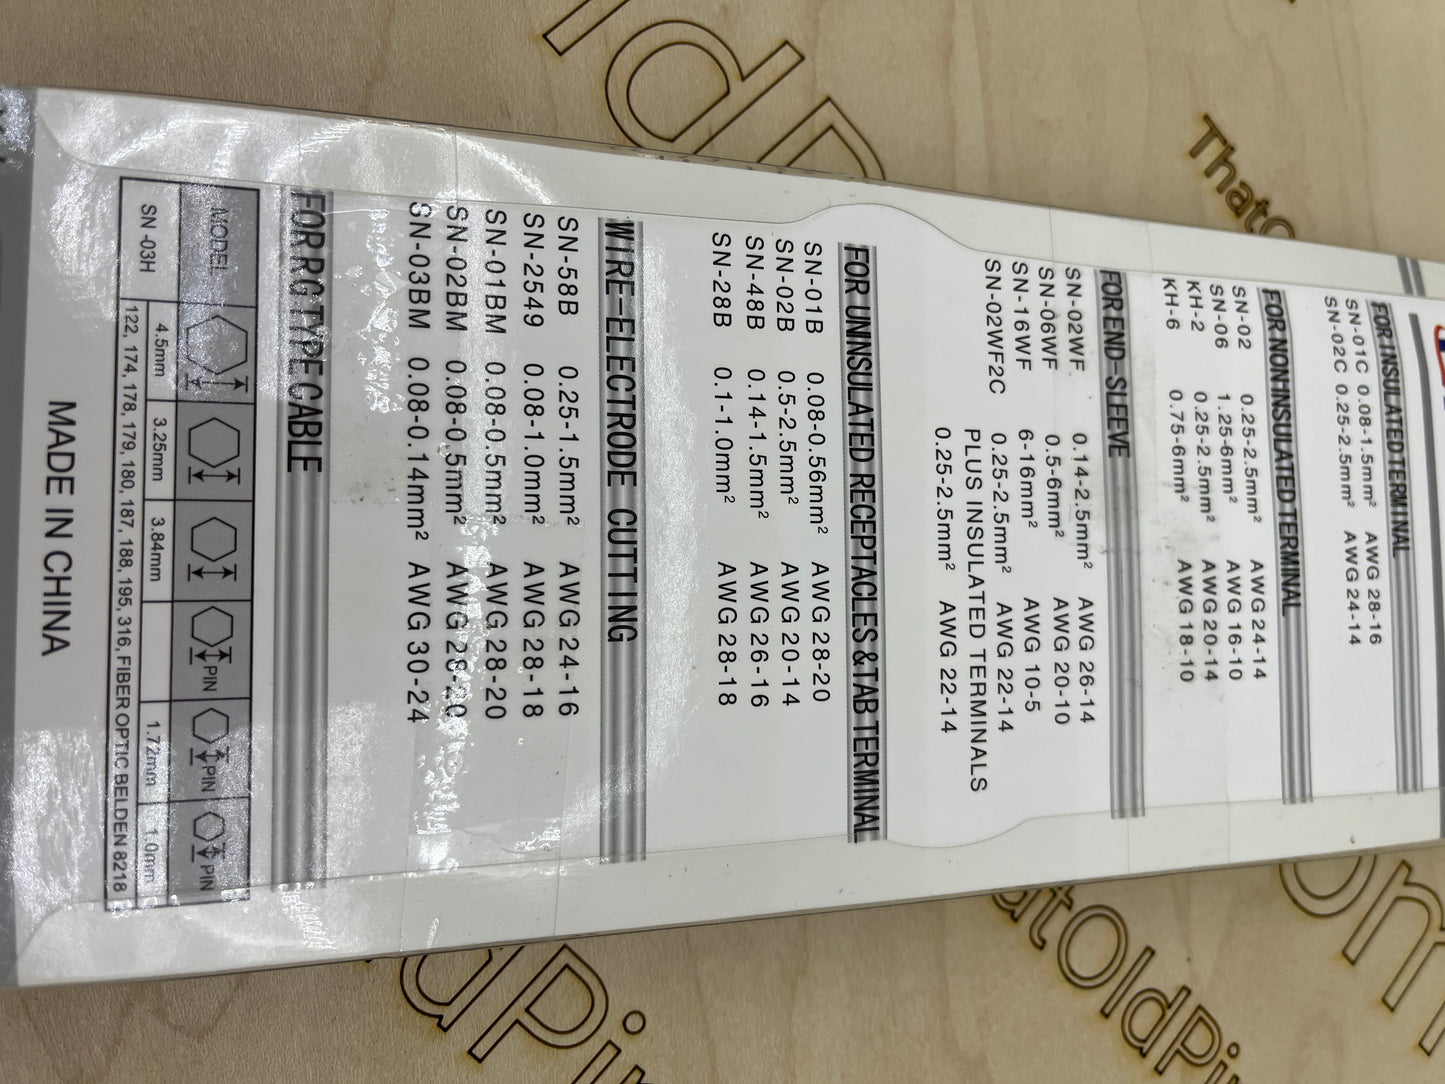 FOR INSULATED TERMINAL
SN-01C 0.08-1.5mm² AWG 28-16
SN-02C 0.25-2.5mm² AWG 24-14
FOR NON INSULATED TERMINAL
SN-02 0.25-2.5mm² AWG 24-14
SN-06 1.25-6mm² AWG 16-10
KH-2 0.25-2.5mm² AWG 20-14
KH-6 0.75-6mm² AWG 18-10
FOR END-SLEEVE
SN-02WF 0.14-2.5mm² AWG 26-14
SN-06WF 0.5-6mm² AWG 20-10
SN-16WF 6-16mm² AWG 10-5
SN-02WF2C 0.25-2.5mm² AWG 22-14
PLUS INSULATED TERMINALS
0.25-2.5mm² AWG 22-14
FOR UNINSULATED RECEPTACLES & TAB TERMINAL
SN-01B 0.08-0.56mm² AWG 28-20
SN-02B 0.5-2.5mm² AWG 20-14
SN-48B 0.14-1.5mm² AWG 26-16
SN-28B 0.1-1.0mm² AWG 28-18
WIRE-ELECTRODE CUTTING
SN-58B 0.25-1.5mm² AWG 24-16
SN-2549 0.08-1.0mm² AWG 28-18
SN-01BM 0.08-0.5mm² AWG 28-20
SN-02BM 0.08-0.5mm² AWG 28-20
SN-03BM 0.08-0.14mm² AWG 30-24
FOR RG TYPE CABLE
MODEL PIN PIN PIN
SN -03H 4.5mm 3.25mm 3.84mm 1.72mm 1.0mm
122, 174, 178, 179, 180, 187, 188, 195, 316, FIBER OPTIC BELDEN 8218
MADE IN CHINA
ThatOldPin